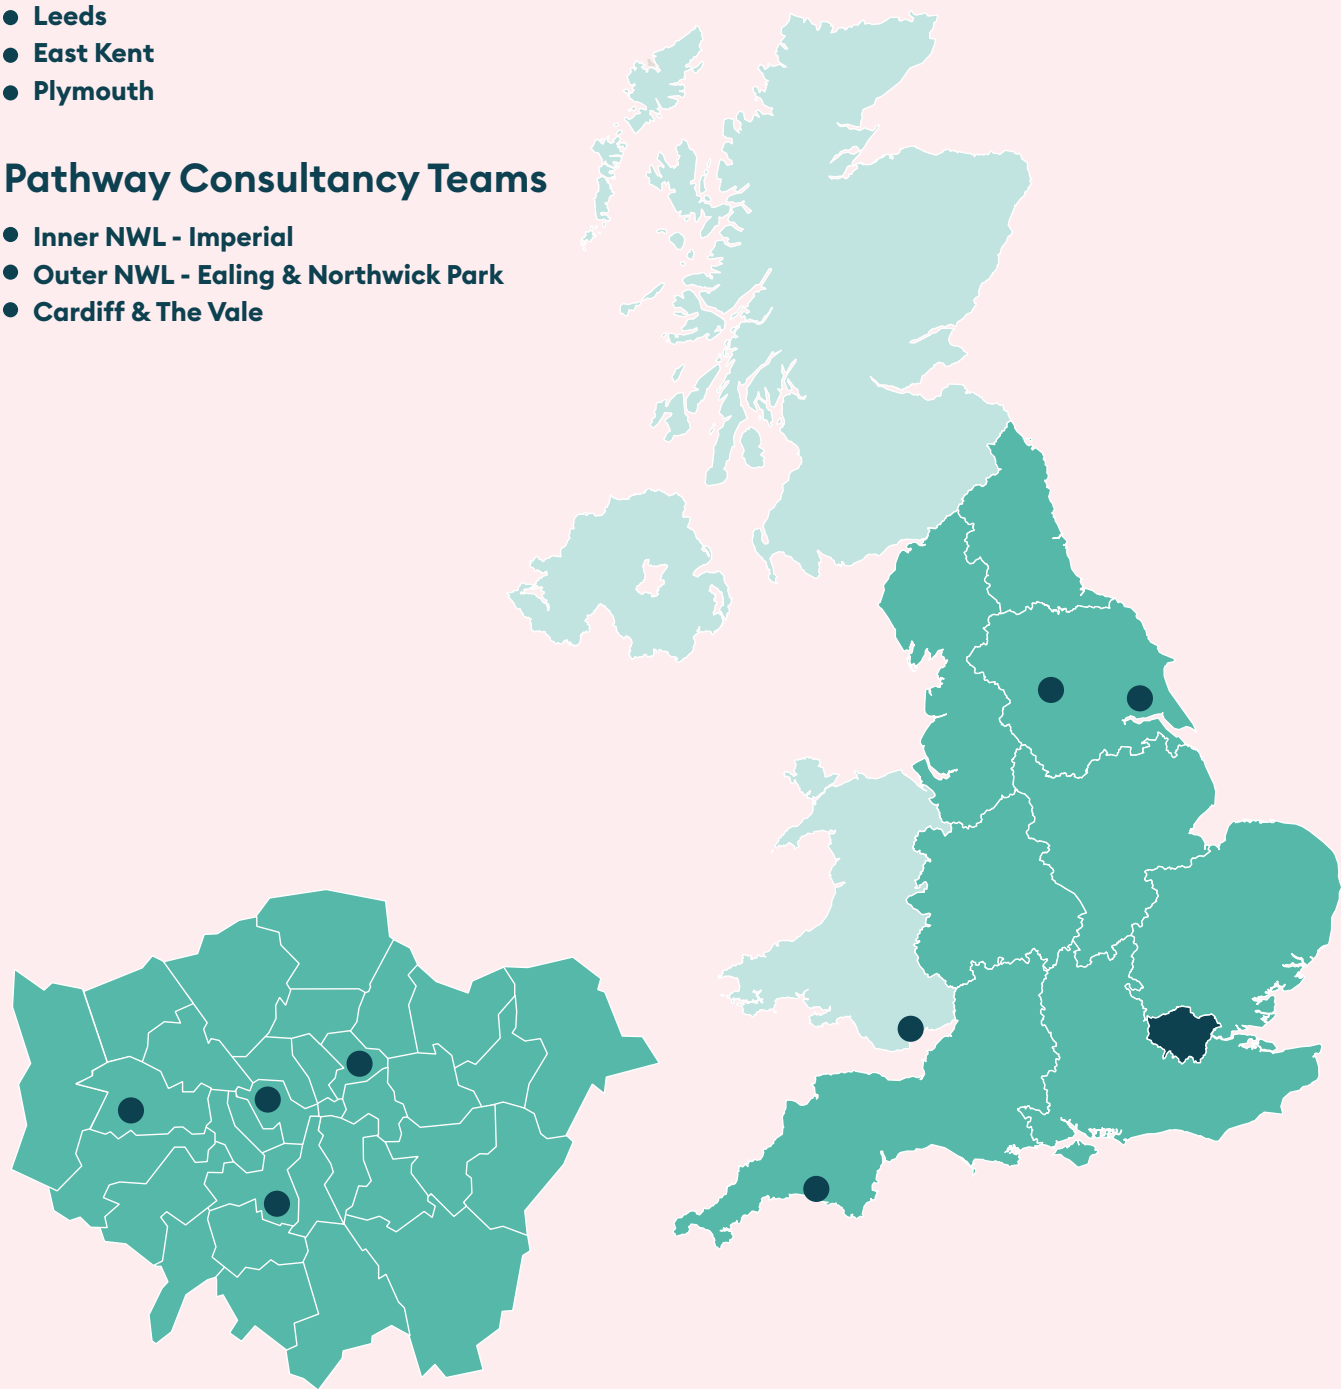 Leeds
East Kent
Plymouth
Pathway Consultancy Teams
Inner NWL - Imperial
Outer NWL - Ealing & Northwick Park
Cardiff & The Vale